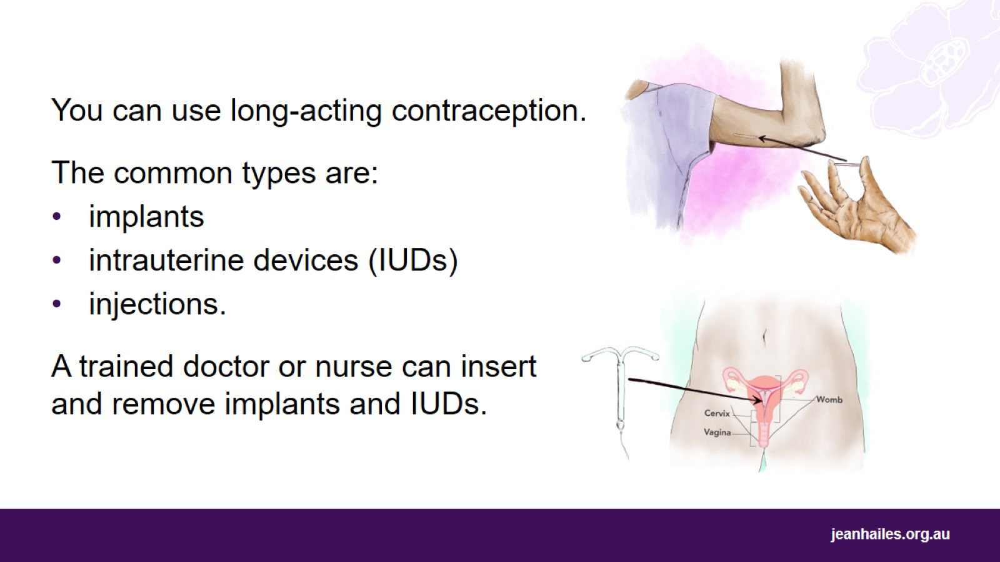 You can use long-acting contraception.
The common types are:
• implants
• intrauterine devices (IUDs)
• injections.
A trained doctor or nurse can insert
and remove implants and IUDs.
Womb
Cervix
Vagina
jeanhailes.org.au